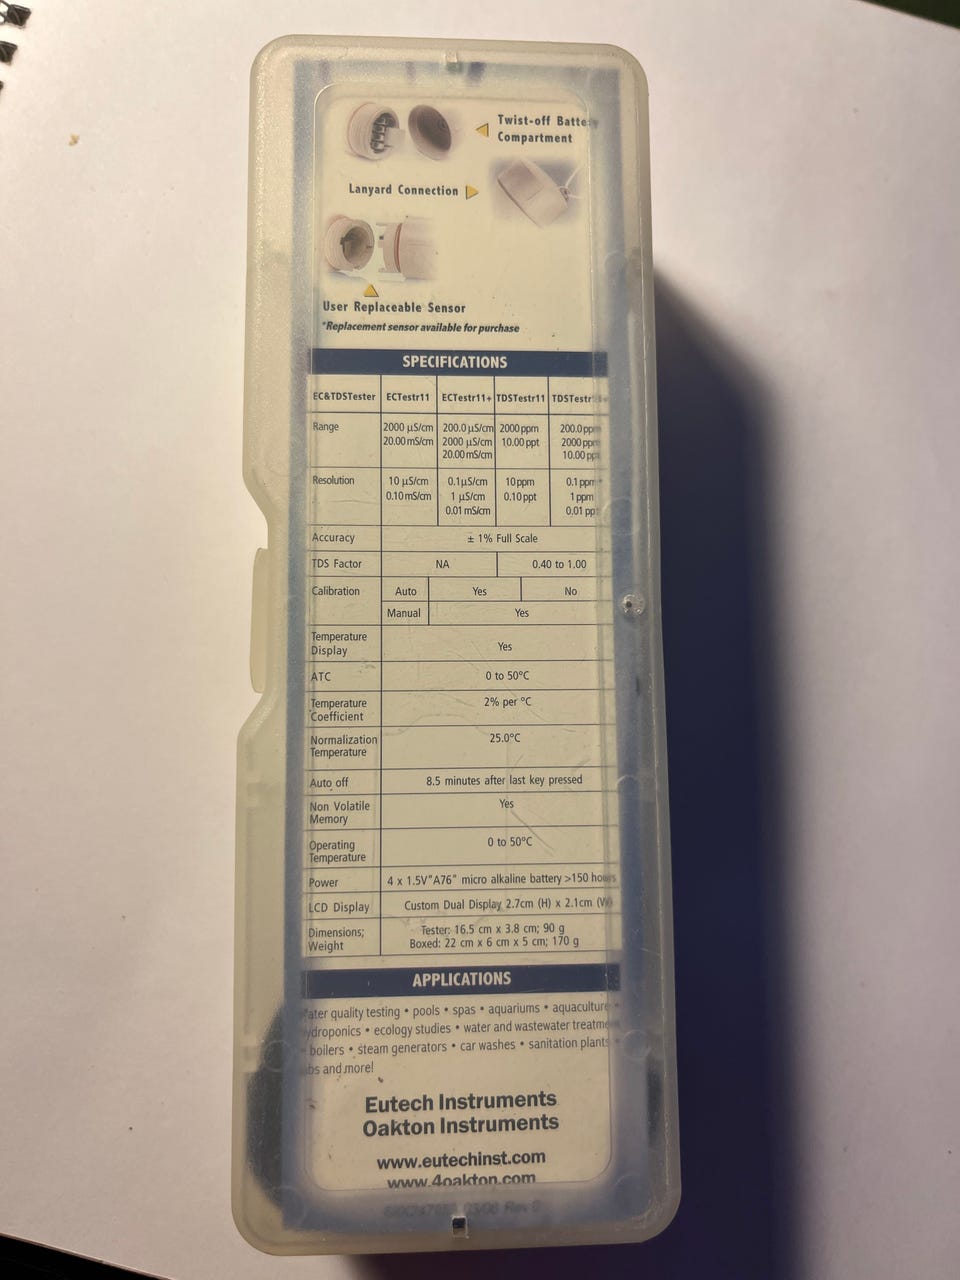 Twist-off
Compartment
Lanyard Connection
User Replaceable Sensor
*Replacement sensor available for purchase
SPECIFICATIONS
EC&TDSTester ECTestr11 ECTestr11+ TDSTestr11
Range 2000 µS/cm 200.0 µS/cm 2000 ppm 200.0 ppm
20.00 mS/cm 2000 µS/cm 10.00 ppt 2000 ppm
20.00 mS/cm 10.00 ppt
Resolution 10 µS/cm 0.1 µS/cm 10 ppm 0.1 ppm
0.10 mS/cm 1 µS/cm 0.10 ppt 1 ppm
0.01 mS/cm 0.01 ppt
Accuracy ± 1% Full Scale
TDS Factor NA 0.40 to 1.00
Calibration Auto Yes No
Manual Yes
Temperature
Display Yes
ATC 0 to 50°C
Temperature 2% per °C
Coefficient
Normalization 25.0°C
Temperature
Auto off 8.5 minutes after last key pressed
Non Volatile Yes
Memory
Operating 0 to 50°C
Temperature
Power 4 x 1.5V"A76" micro alkaline battery >150 hours
LCD Display Custom Dual Display 2.7cm (H) x 2.1cm (W)
Dimensions; Tester: 16.5 cm x 3.8 cm; 90 g
Weight Boxed: 22 cm x 6 cm x 5 cm; 170 g
APPLICATIONS
ater quality testing • pools • spas • aquariums • aquaculture •
ydroponics • ecology studies • water and wastewater
• boilers • steam generators • car washes • sanitation plants •
bs and more!
Eutech Instruments
Oakton Instruments
www.eutechinst.com
www.4oakton.com